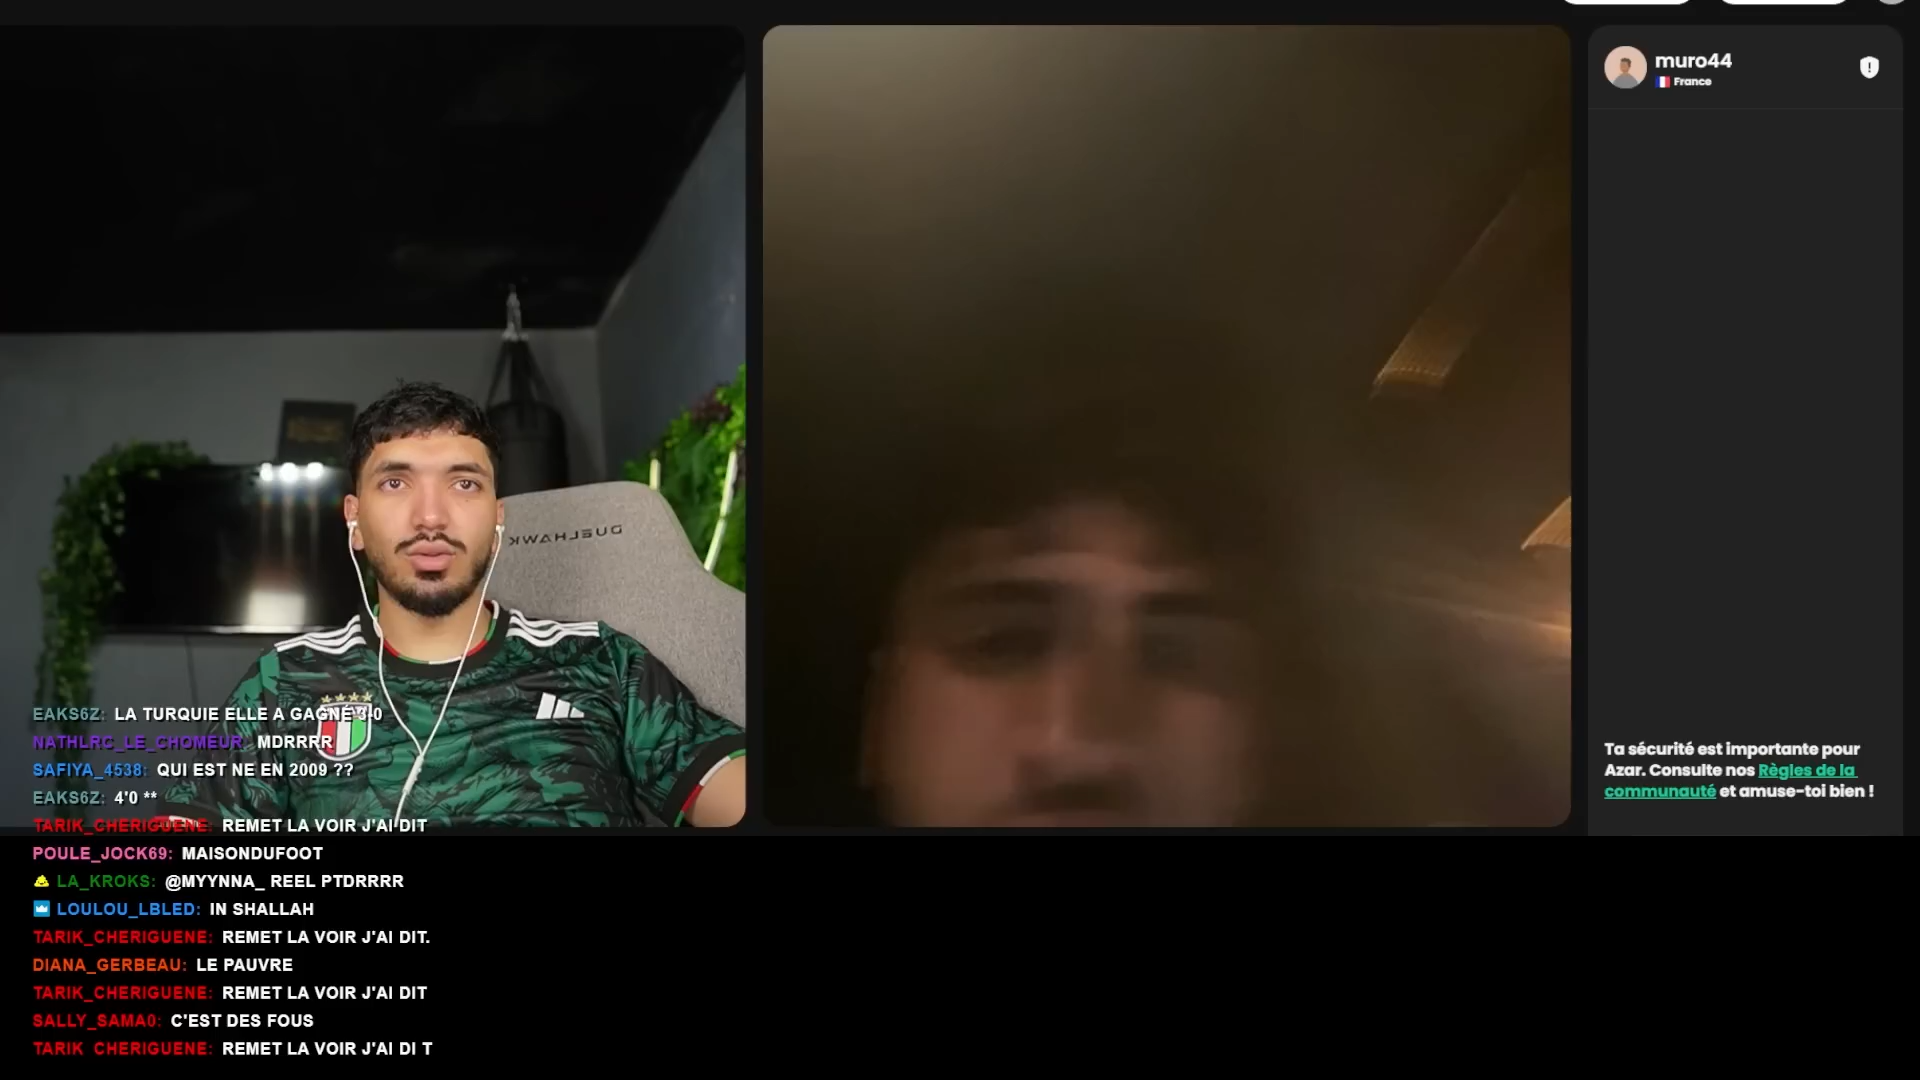 muro44
France
DUELHAWK
EAKS6Z: LA TURQUIE ELLE A GAGNÉ 3-0
NATHLRC_LE_CHOMEUR MDRRRR
SAFIYA_4538: QUI EST NE EN 2009 ??
EAKS6Z: 4'0 **
TARIK_CHERIGUENE: REMET LA VOIR J'AI DIT
POULE_JOCK69: MAISONDUFOOT
LA_KROKS: @MYYNNA_ REEL PTDRRRR
LOULOU_LBLED: IN SHALLAH
TARIK_CHERIGUENE: REMET LA VOIR J'AI DIT.
DIANA_GERBEAU: LE PAUVRE
TARIK_CHERIGUENE: REMET LA VOIR J'AI DIT
SALLY_SAMA0: C'EST DES FOUS
TARIK_CHERIGUENE: REMET LA VOIR J'AI DI T
Ta sécurité est importante pour
Azar. Consulte nos Règles de la
communauté et amuse-toi bien !